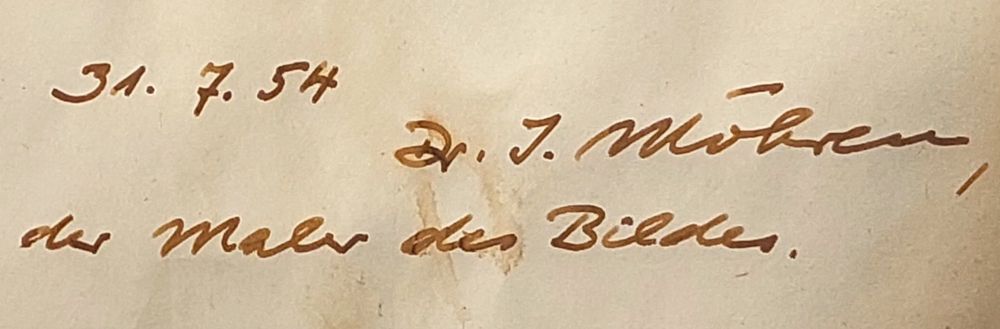 31. 7. 54
Dr. J. Möhren,
der Maler des Bildes.